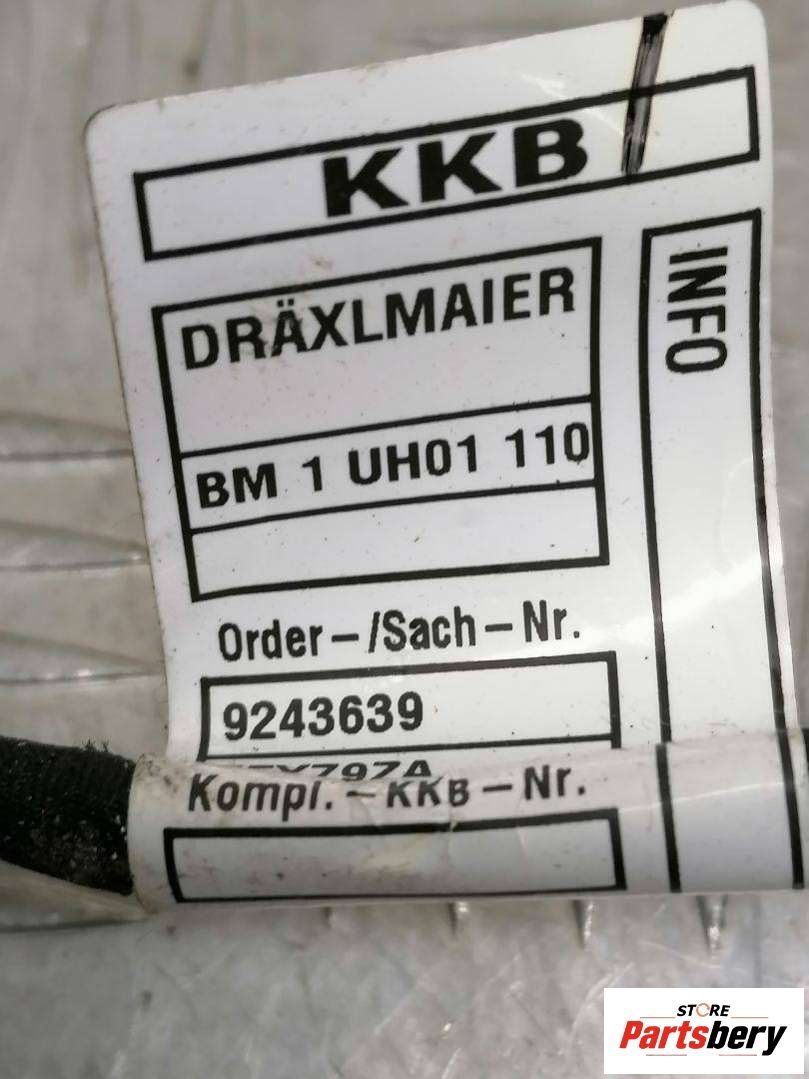 KKB
DRÄXLMAIER
INFO
BM 1 UH01 110
Order-/Sach-Nr.
9243639
Kompl.-KKB-Nr.
STORE
Partsbery